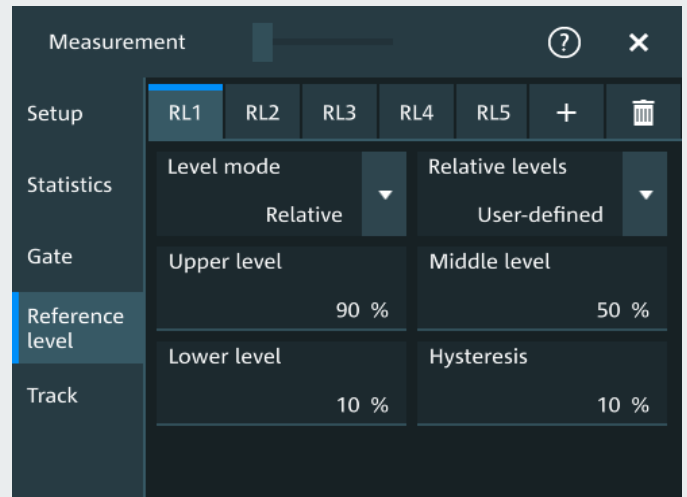 Measurement ?
Setup
RL1 RL2 RL3 RL4 RL5 +
Level mode Relative levels
Statistics
Relative User-defined
Gate
Upper level Middle level
90 % 50 %
Reference
level
Lower level Hysteresis
Track
10 % 10 %